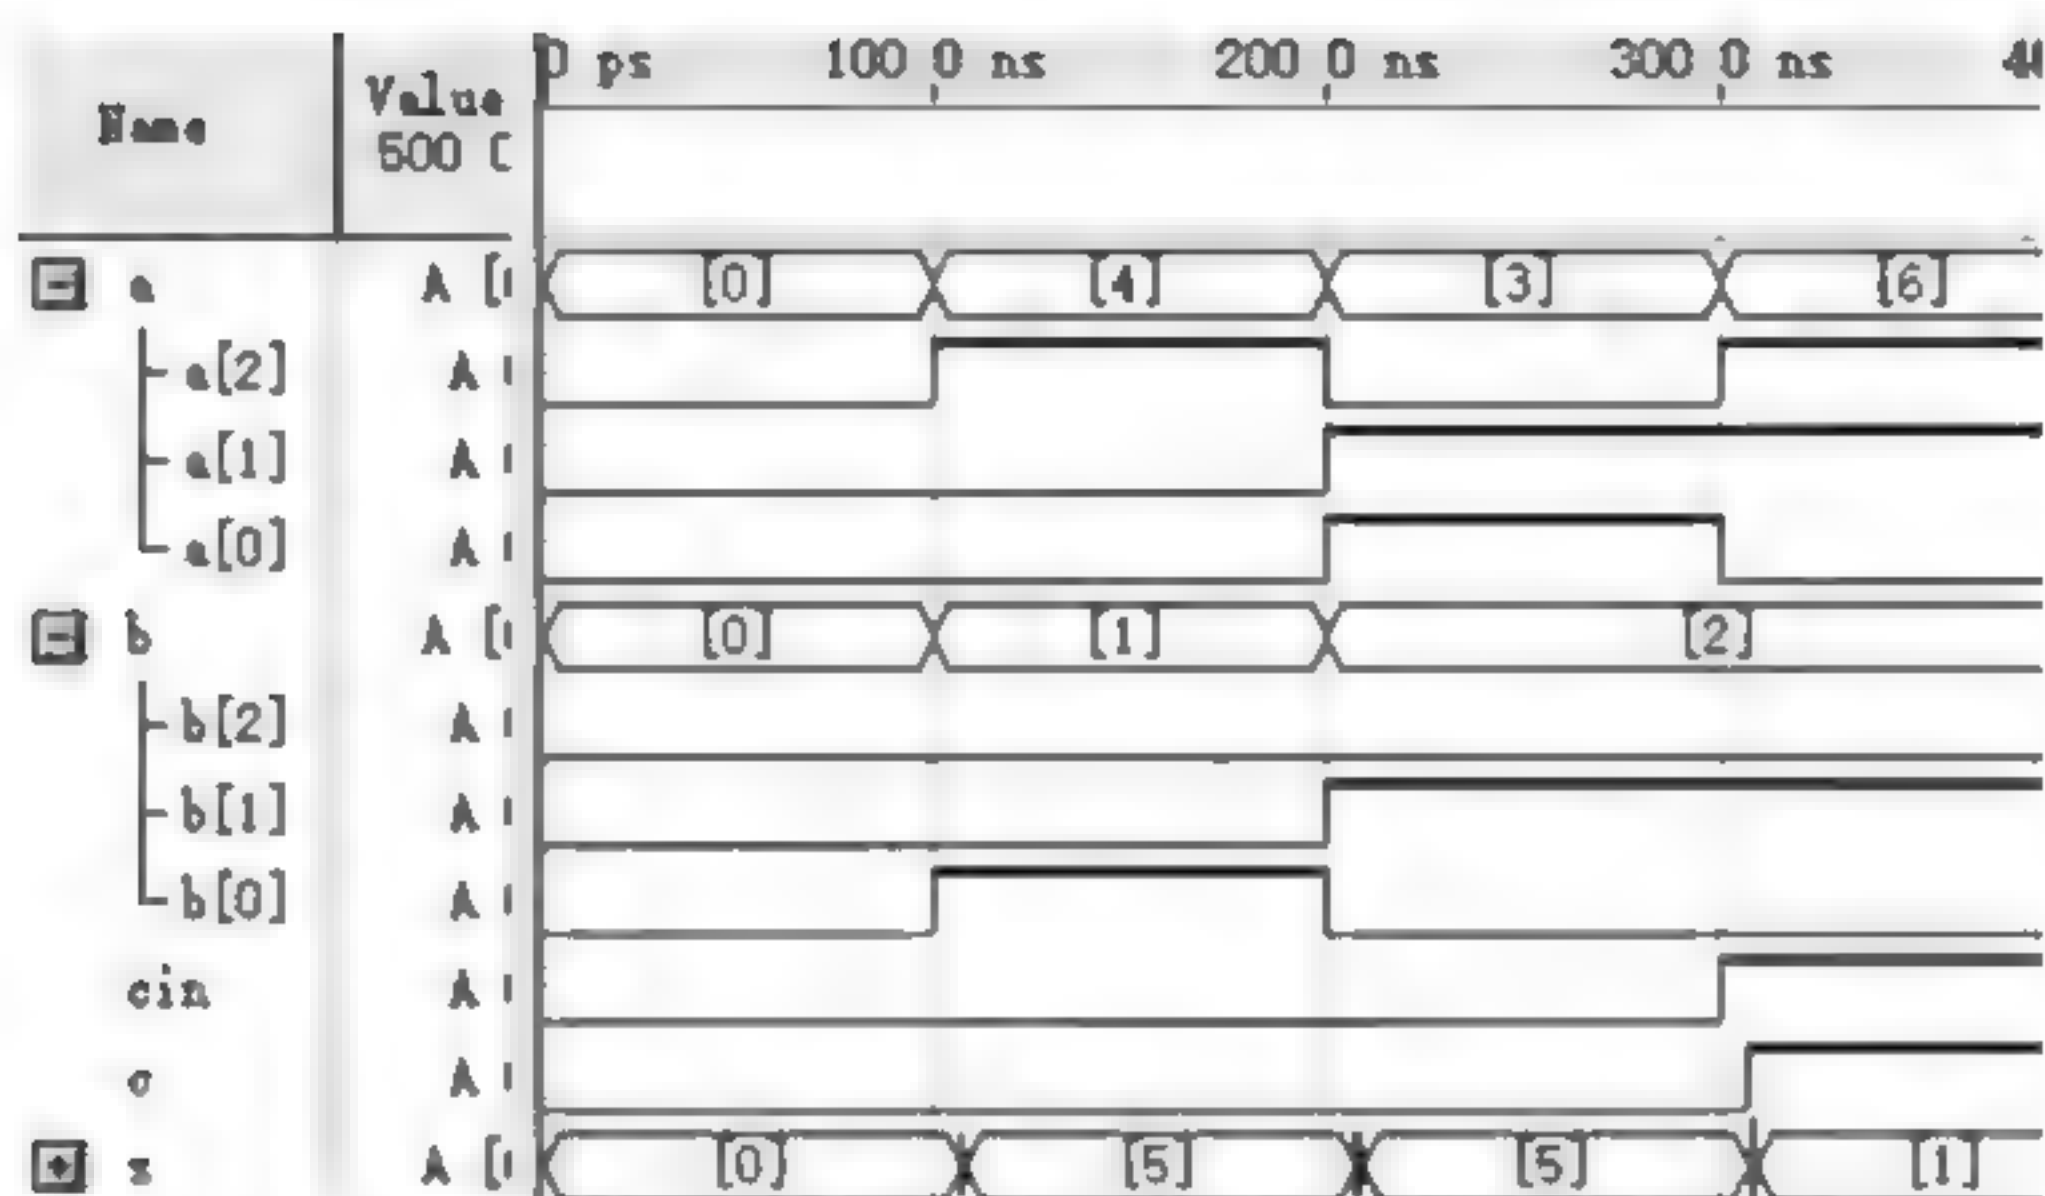 0 ps 100 0 ns 200 0 ns 300 0 ns
Name
Value
500
a A [ [0] [4] [3] [6]
a[2] A
a[1] A
a[0] A
b A [ [0] [1] [2]
b[2] A
b[1] A
b[0] A
cin A
A
A [ [0] [5] [5] [1]